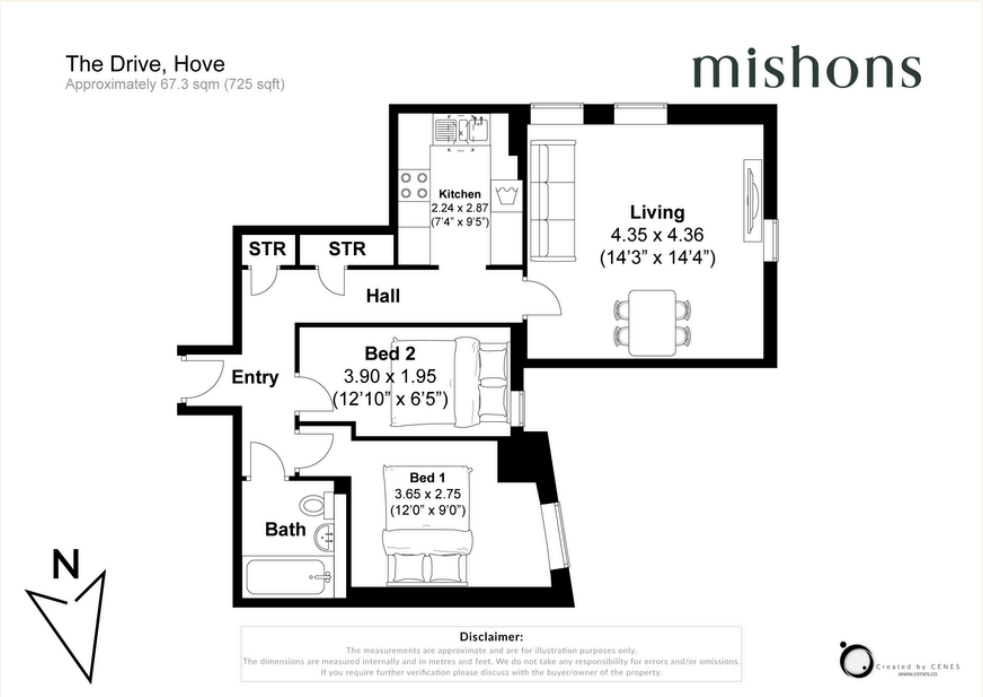 The Drive, Hove
Approximately 67.3 sqm (725 sqft)
mishons
Kitchen
2.24 x 2.87
(7'4" x 9'5")
Living
4.35 x 4.36
(14'3" x 14'4")
STR
STR
Hall
Bed 2
3.90 x 1.95
(12'10" x 6'5")
Entry
Bed 1
3.65 x 2.75
(12'0" x 9'0")
Bath
N
Disclaimer:
The measurements are approximate and are for illustration purposes only.
The dimensions are measured internally and in metres and feet. We do not take any responsibility for errors and/or omissions.
If you require further verification please discuss with the buyer/owner of the property.
Created by CENES
www.cenes.co